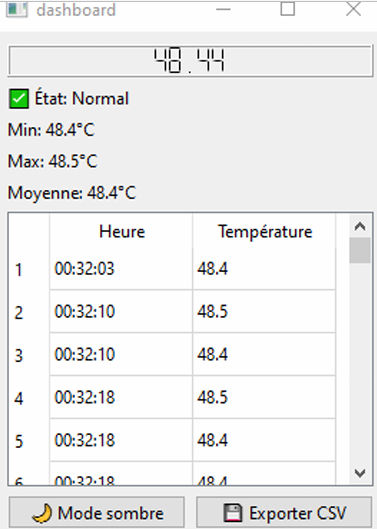 dashboard
48.44
État: Normal
Min: 48.4°C
Max: 48.5°C
Moyenne: 48.4°C
Heure Température
1 00:32:03 48.4
2 00:32:10 48.5
3 00:32:10 48.4
4 00:32:18 48.5
5 00:32:18 48.4
6 00:32:18 48.4
Mode sombre Exporter CSV